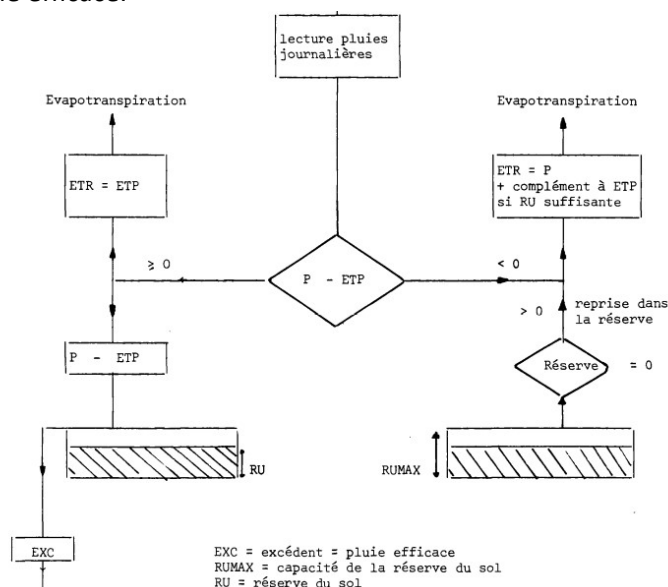 lecture pluies
journalières
Evapotranspiration
Evapotranspiration
ETR = ETP
ETR = P
+ complément à ETP
si RU suffisante
≥ 0
P - ETP
< 0
> 0
reprise dans
la réserve
P - ETP
Réserve
= 0
RU
RUMAX
EXC
EXC = excédent = pluie efficace
RUMAX = capacité de la réserve du sol
RU = réserve du sol